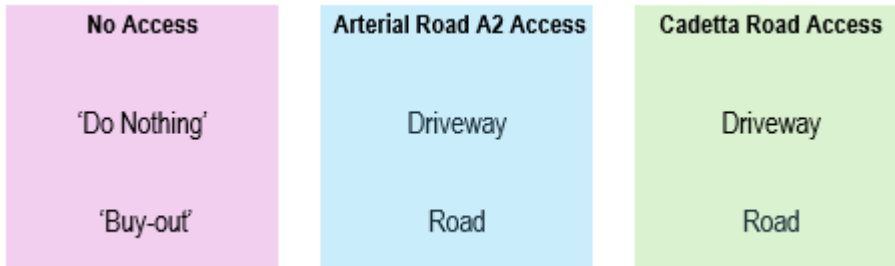 No Access
'Do Nothing'
'Buy-out'
Arterial Road A2 Access
Driveway
Road
Cadetta Road Access
Driveway
Road